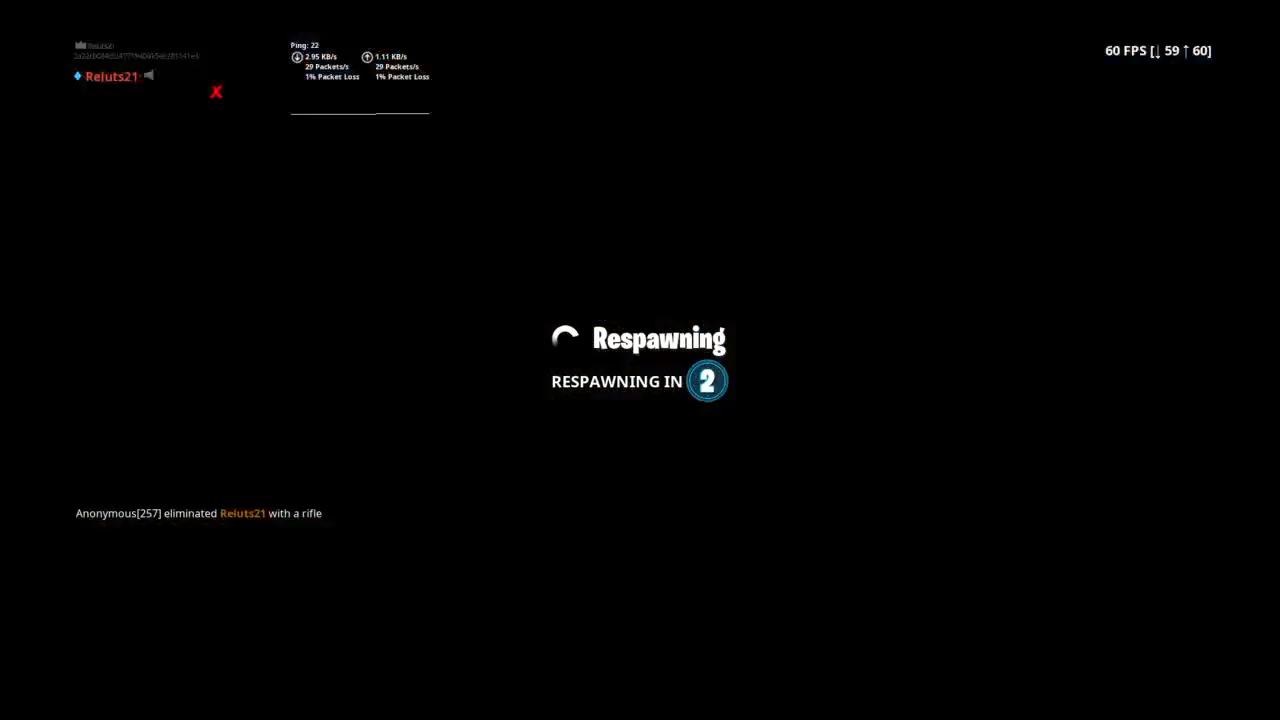 Reluts21
Reluts21
X
Ping: 22
2.95 KB/s 1.11 KB/s
29 Packets/s 29 Packets/s
1% Packet Loss 1% Packet Loss
60 FPS [↓ 59 ↑ 60]
Respawning
RESPAWNING IN 2
Anonymous[257] eliminated Reluts21 with a rifle